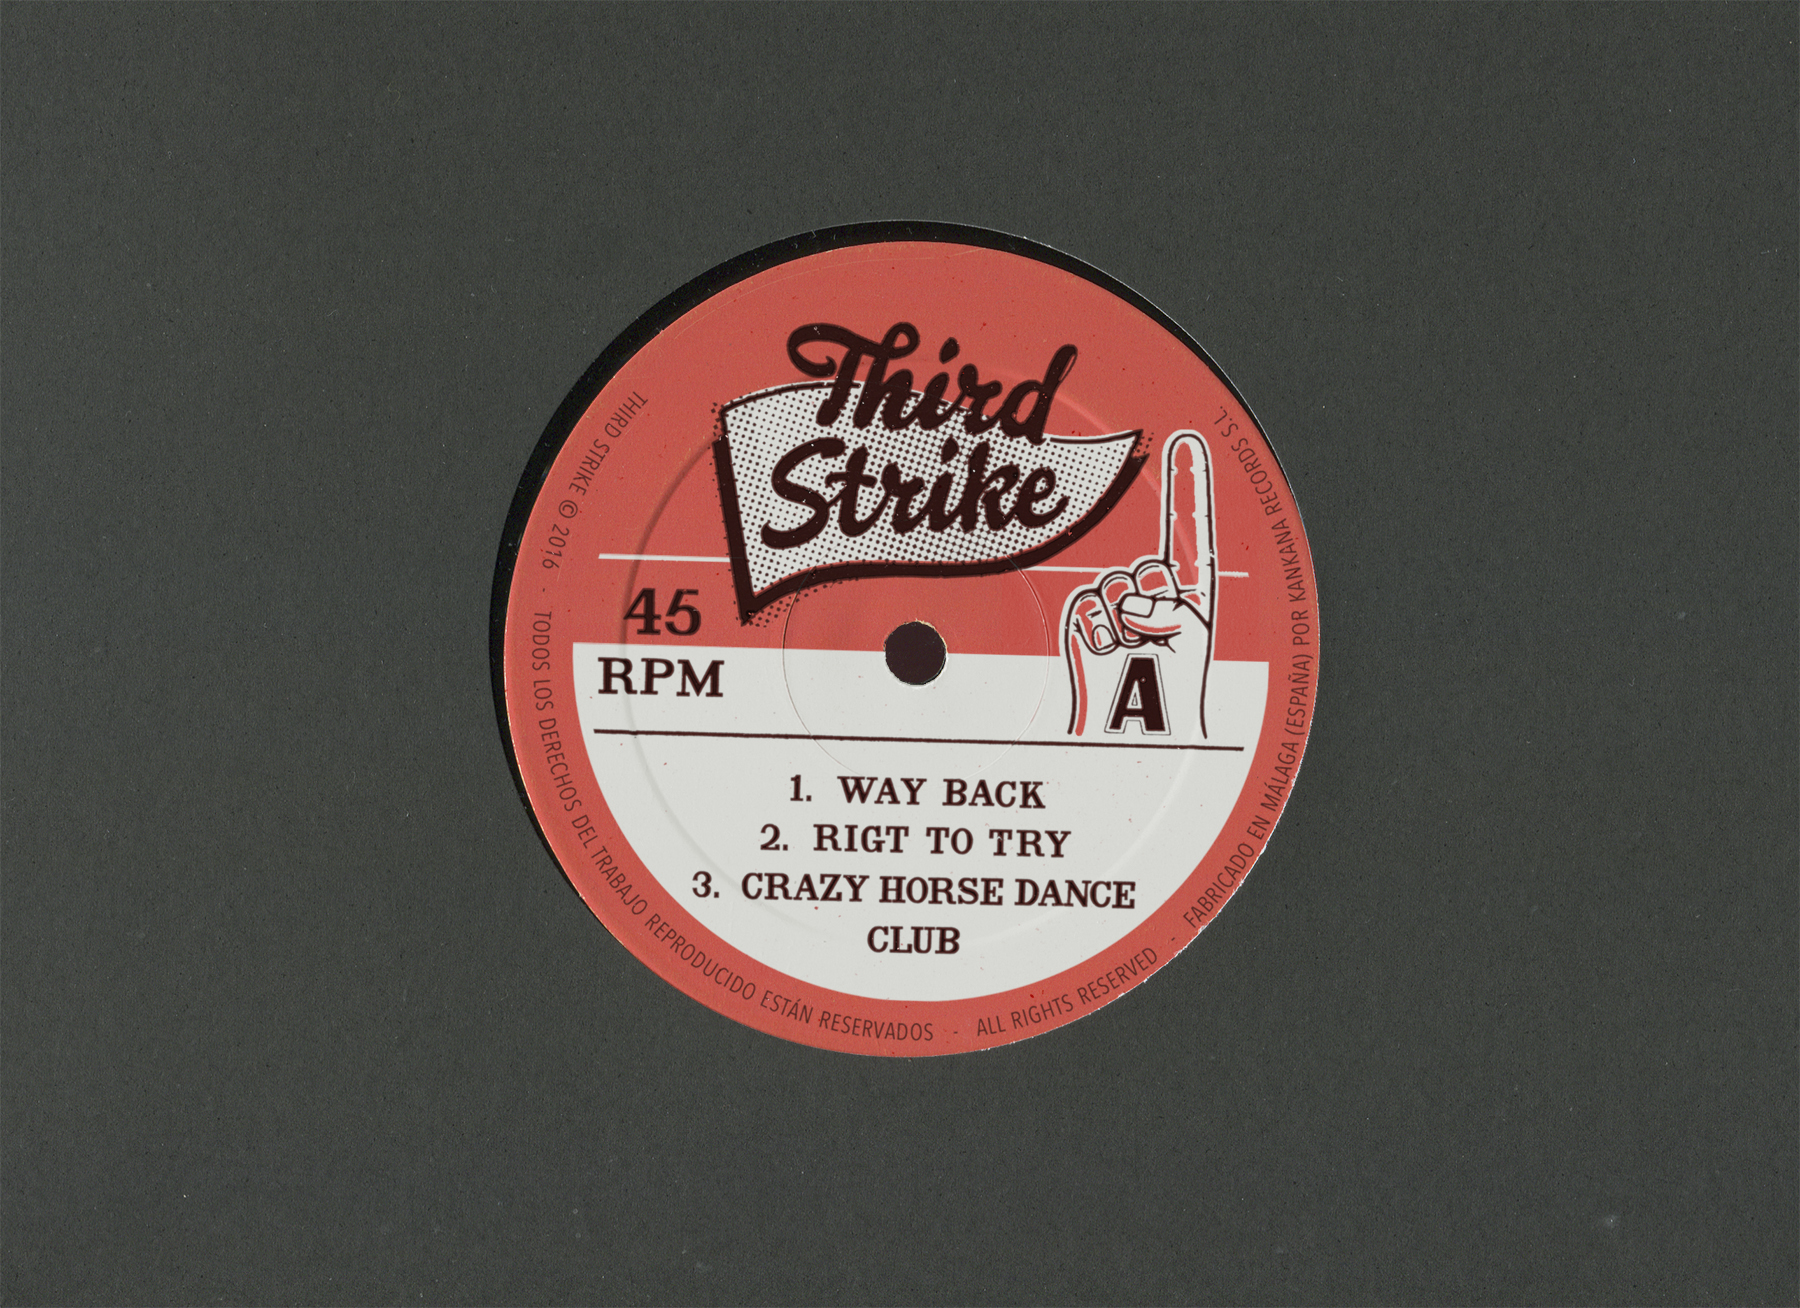 Third
Strike
45
RPM
A
1. WAY BACK
2. RIGT TO TRY
3. CRAZY HORSE DANCE
CLUB
THIRD STRIKE © 2016 - TODOS LOS DERECHOS DEL TRABAJO REPRODUCIDO ESTÁN RESERVADOS - ALL RIGHTS RESERVED - FABRICADO EN MÁLAGA (ESPAÑA) POR KANKANA RECORDS S.L.